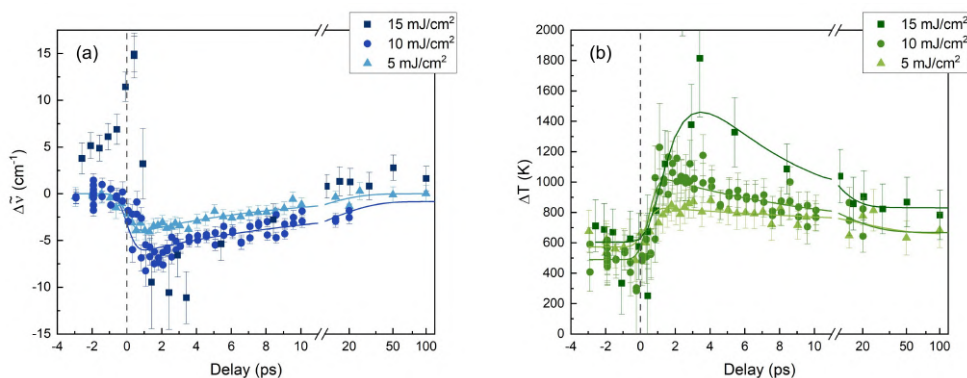 (a)
15 mJ/cm²
10 mJ/cm²
5 mJ/cm²
Δṽ (cm⁻¹)
15
10
5
0
-5
-10
-15
-4 -2 0 2 4 6 8 10 20 50 100
Delay (ps)
(b)
15 mJ/cm²
10 mJ/cm²
5 mJ/cm²
ΔT (K)
2000
1800
1600
1400
1200
1000
800
600
400
200
0
-4 -2 0 2 4 6 8 10 20 50 100
Delay (ps)